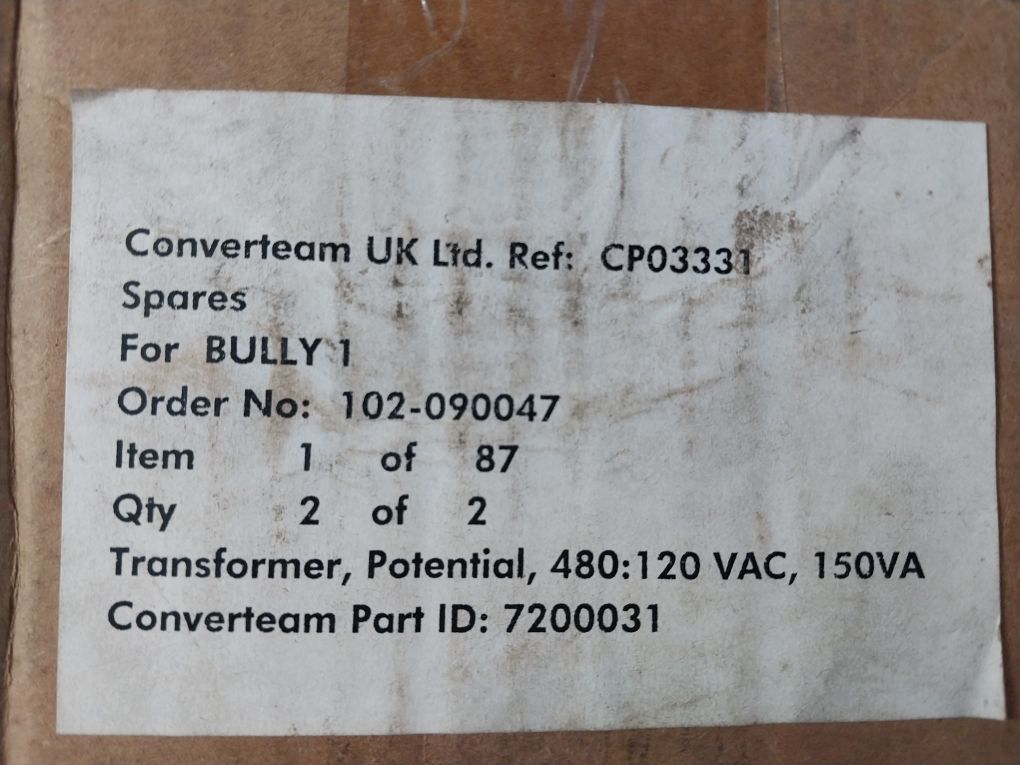 Converteam UK Ltd. Ref: CP03331
Spares
For BULLY 1
Order No: 102-090047
Item 1 of 87
Qty 2 of 2
Transformer, Potential, 480:120 VAC, 150VA
Converteam Part ID: 7200031